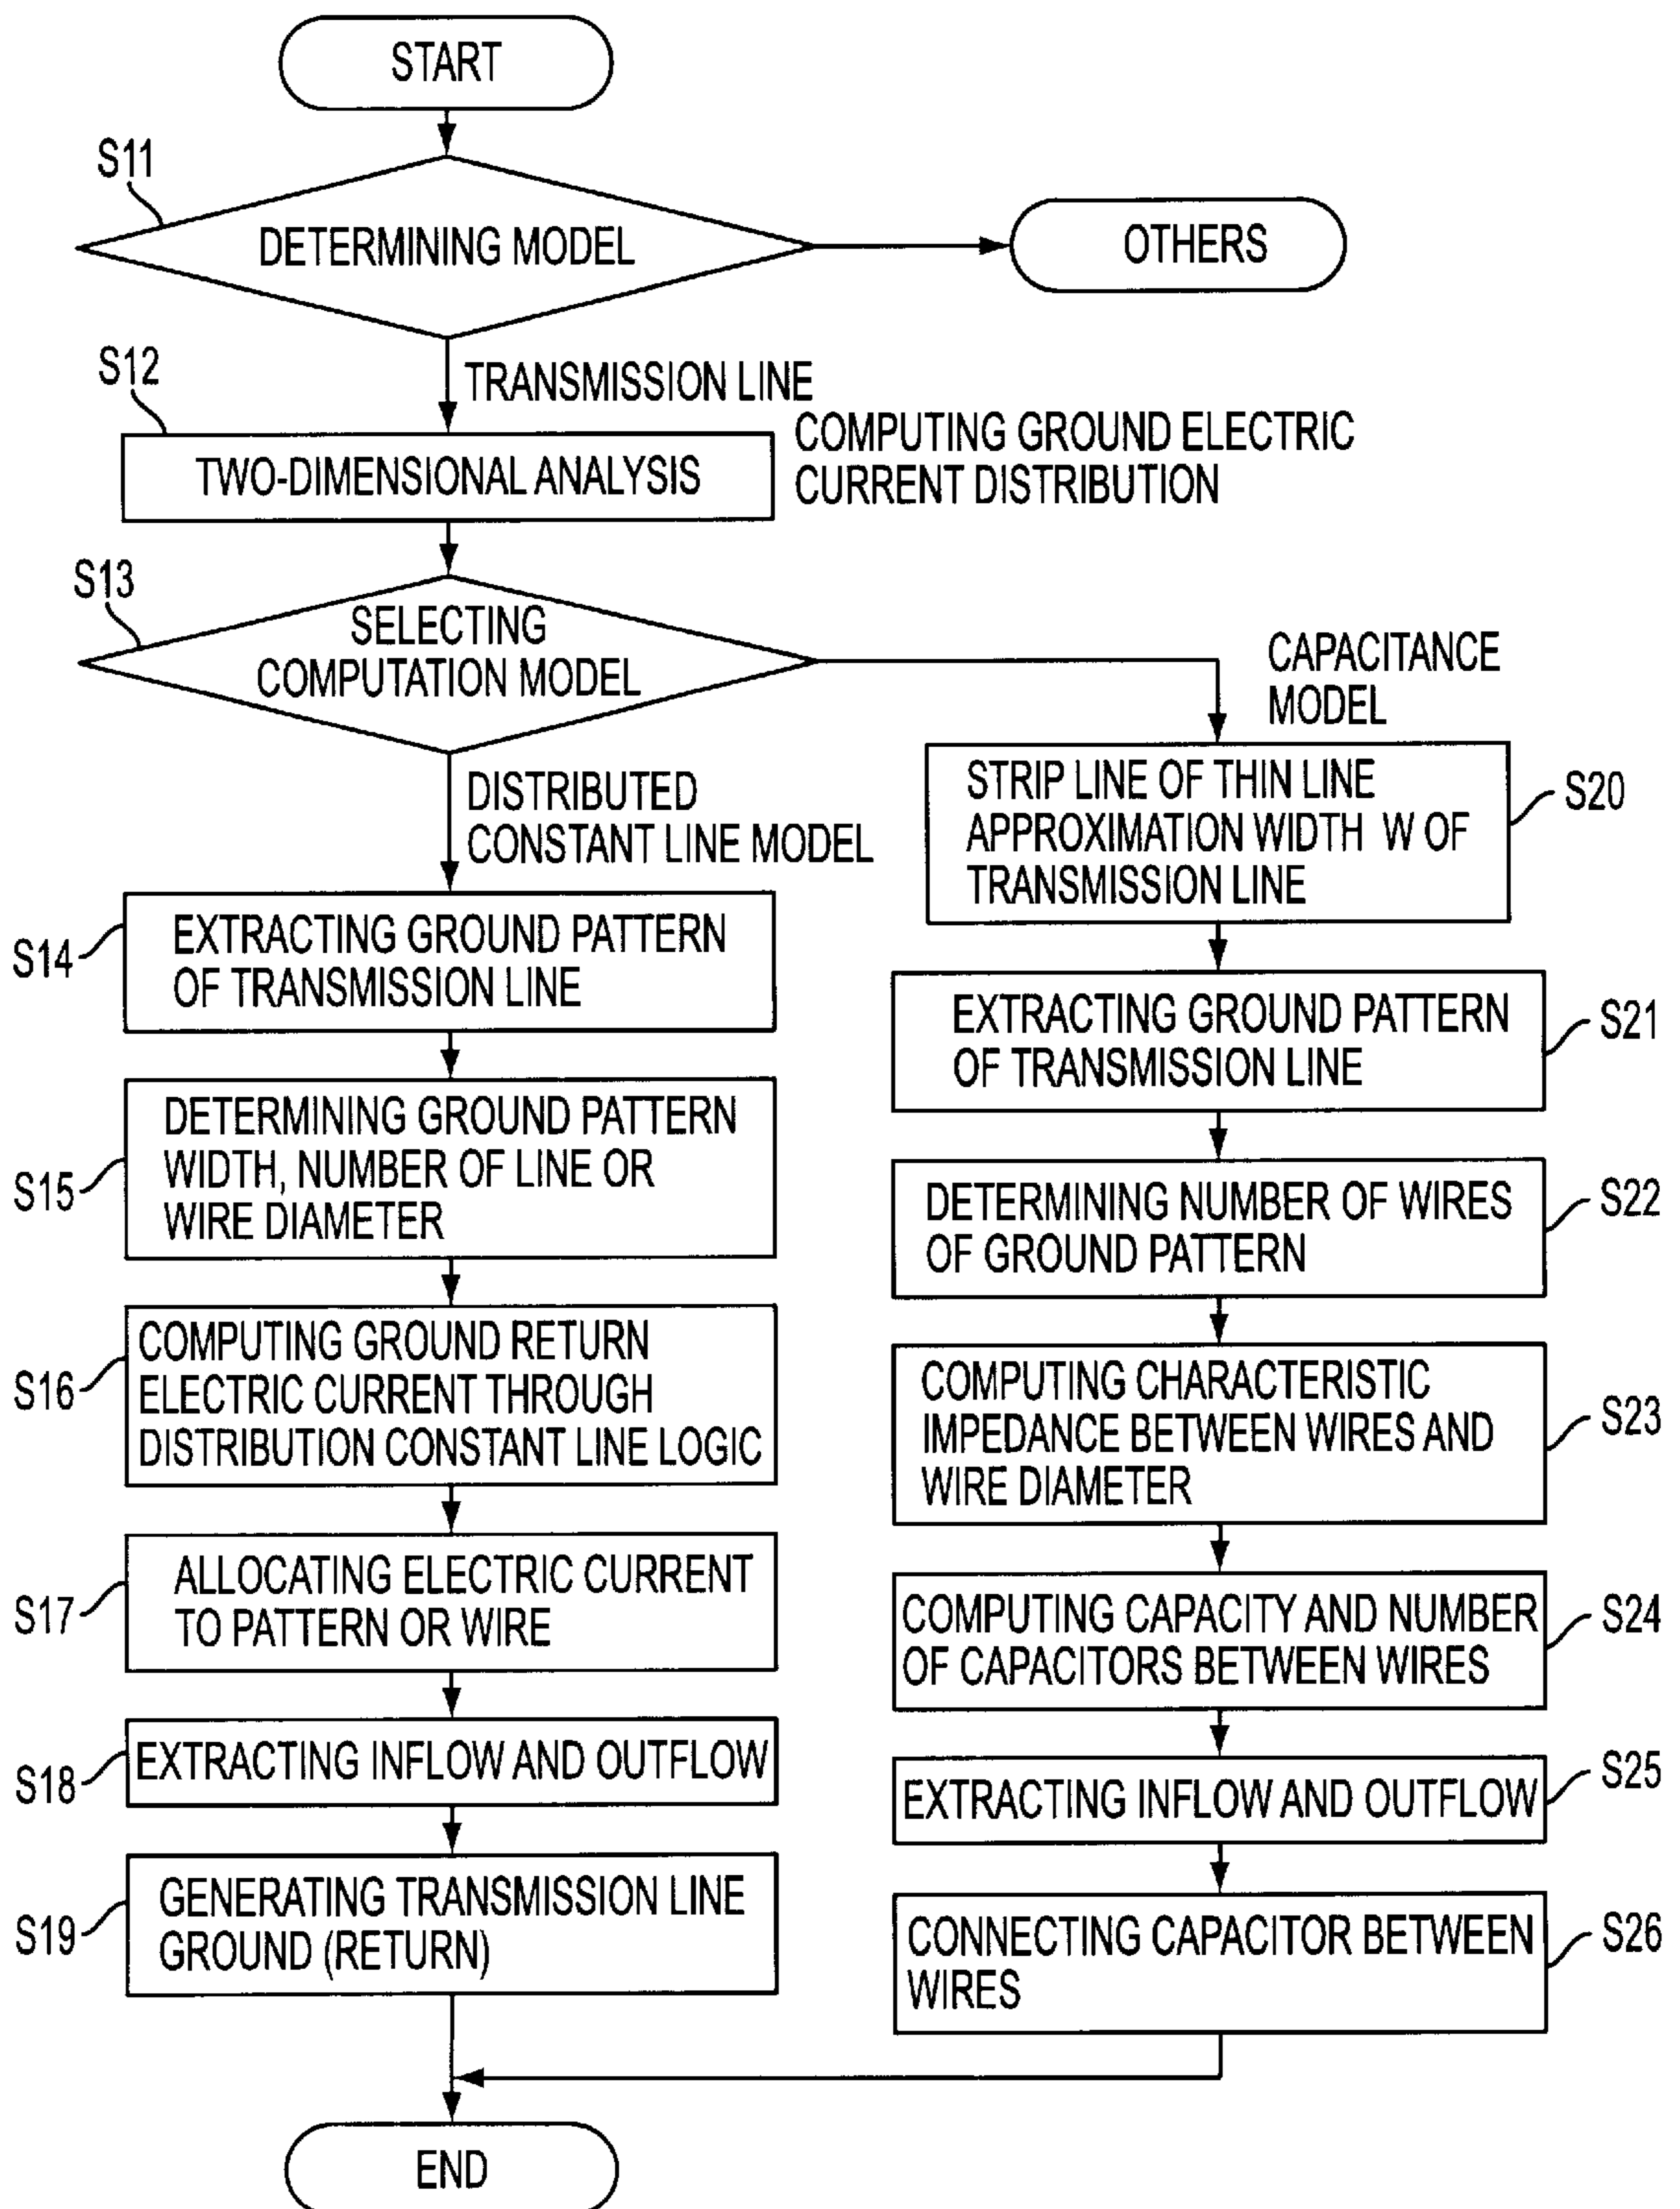 START
S11
DETERMINING MODEL
OTHERS
TRANSMISSION LINE
S12
TWO-DIMENSIONAL ANALYSIS
COMPUTING GROUND ELECTRIC
CURRENT DISTRIBUTION
S13
SELECTING
COMPUTATION MODEL
DISTRIBUTED
CONSTANT LINE MODEL
S14
EXTRACTING GROUND PATTERN
OF TRANSMISSION LINE
S15
DETERMINING GROUND PATTERN
WIDTH, NUMBER OF LINE OR
WIRE DIAMETER
S16
COMPUTING GROUND RETURN
ELECTRIC CURRENT THROUGH
DISTRIBUTION CONSTANT LINE LOGIC
S17
ALLOCATING ELECTRIC CURRENT
TO PATTERN OR WIRE
S18
EXTRACTING INFLOW AND OUTFLOW
S19
GENERATING TRANSMISSION LINE
GROUND (RETURN)
CAPACITANCE
MODEL
STRIP LINE OF THIN LINE
APPROXIMATION WIDTH W OF
TRANSMISSION LINE
S20
EXTRACTING GROUND PATTERN
OF TRANSMISSION LINE
S21
DETERMINING NUMBER OF WIRES
OF GROUND PATTERN
S22
COMPUTING CHARACTERISTIC
IMPEDANCE BETWEEN WIRES AND
WIRE DIAMETER
S23
COMPUTING CAPACITY AND NUMBER
OF CAPACITORS BETWEEN WIRES
S24
EXTRACTING INFLOW AND OUTFLOW
S25
CONNECTING CAPACITOR BETWEEN
WIRES
S26
END